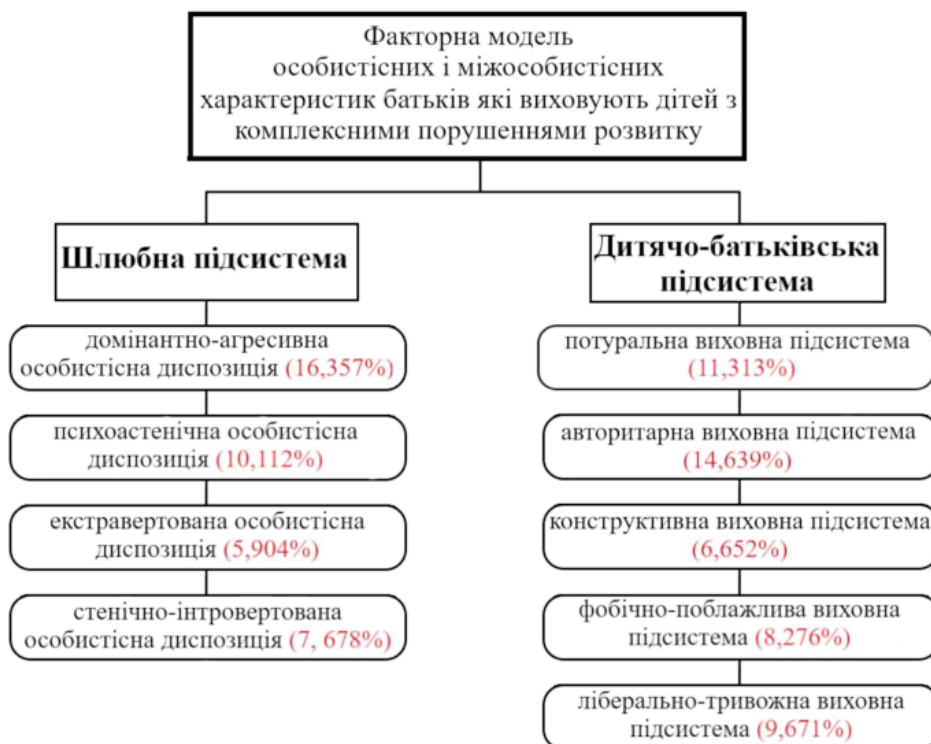 Факторна модель
особистісних і міжособистісних
характеристик батьків які виховують дітей з
комплексними порушеннями розвитку
Шлюбна підсистема
домінантно-агресивна
особистісна диспозиція (16,357%)
психоастенічна особистісна
диспозиція (10,112%)
екстравертована особистісна
диспозиція (5,904%)
стенічно-інтровертована
особистісна диспозиція (7, 678%)
Дитячо-батьківська
підсистема
потуральна виховна підсистема
(11,313%)
авторитарна виховна підсистема
(14,639%)
конструктивна виховна підсистема
(6,652%)
фобічно-поблажлива виховна
підсистема (8,276%)
ліберально-тривожна виховна
підсистема (9,671%)